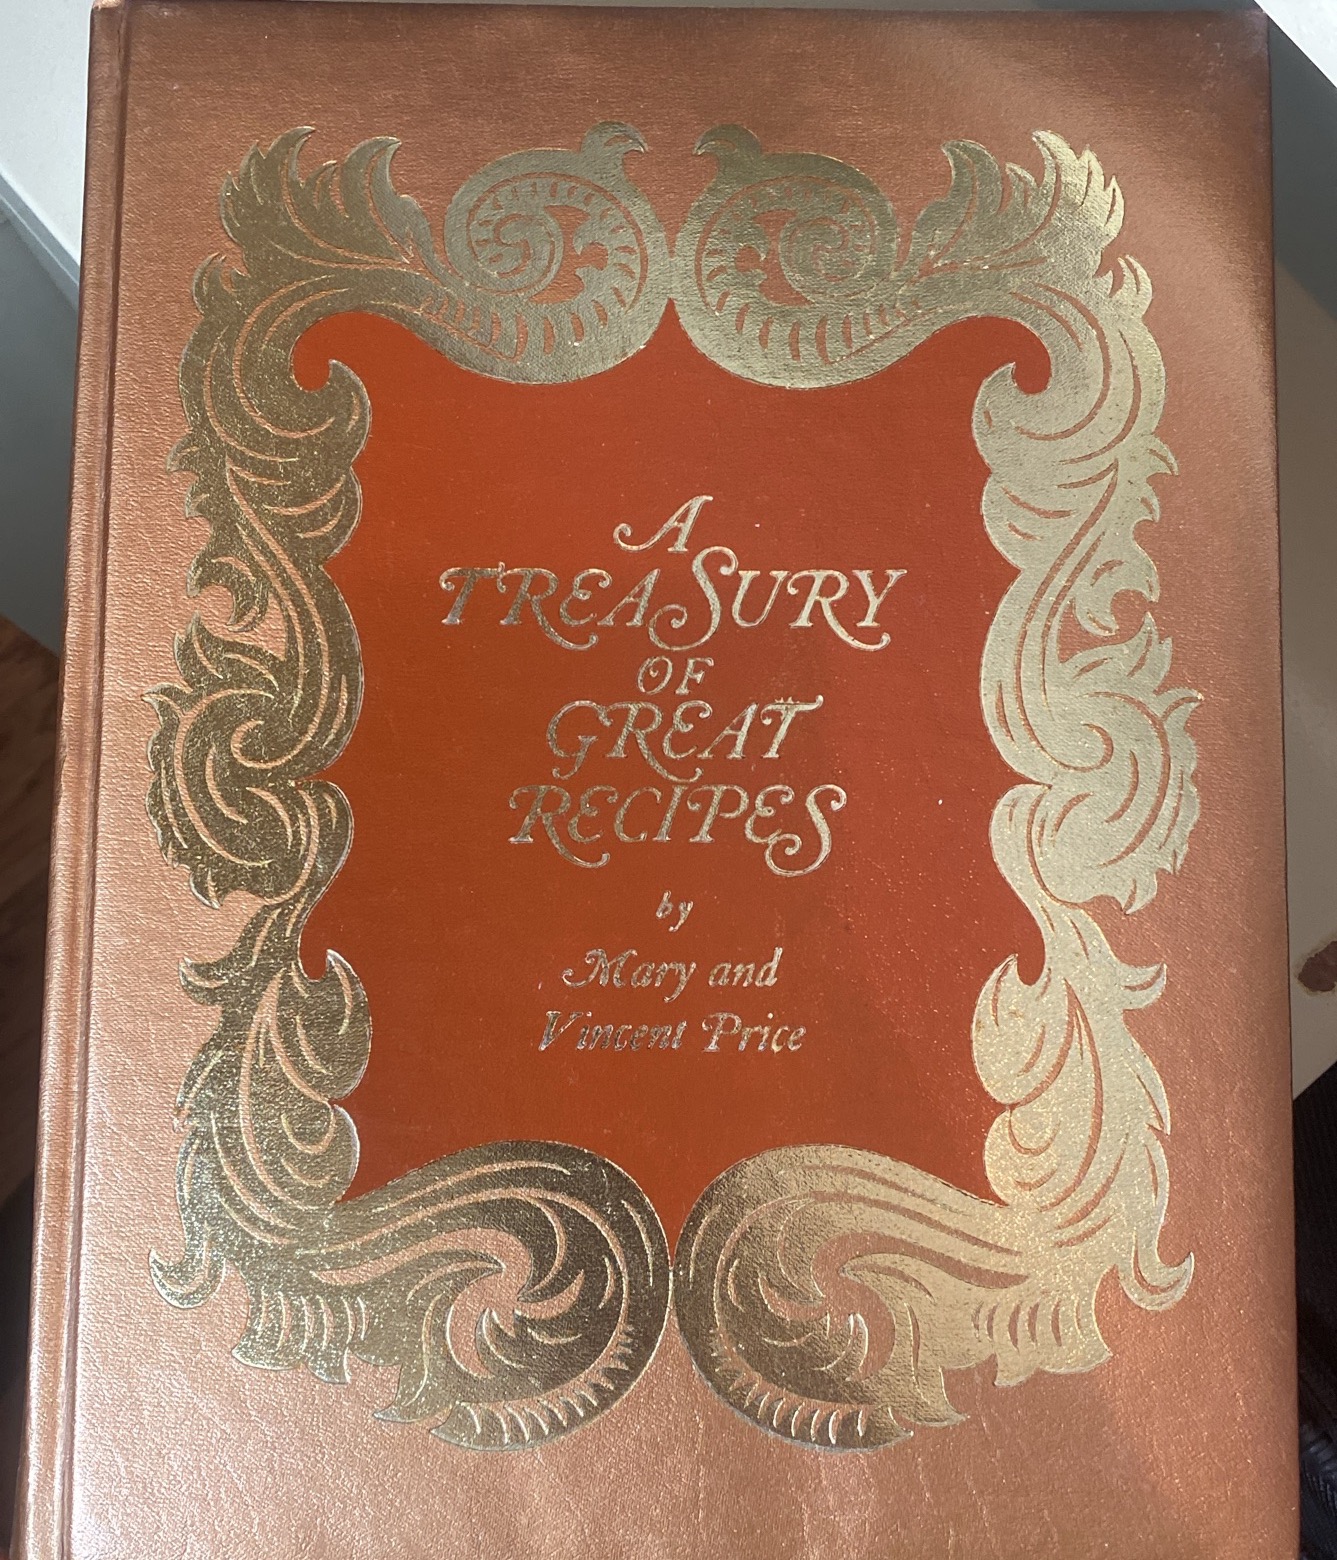 A
TREASURY
OF
GREAT
RECIPES
by
Mary and
Vincent Price